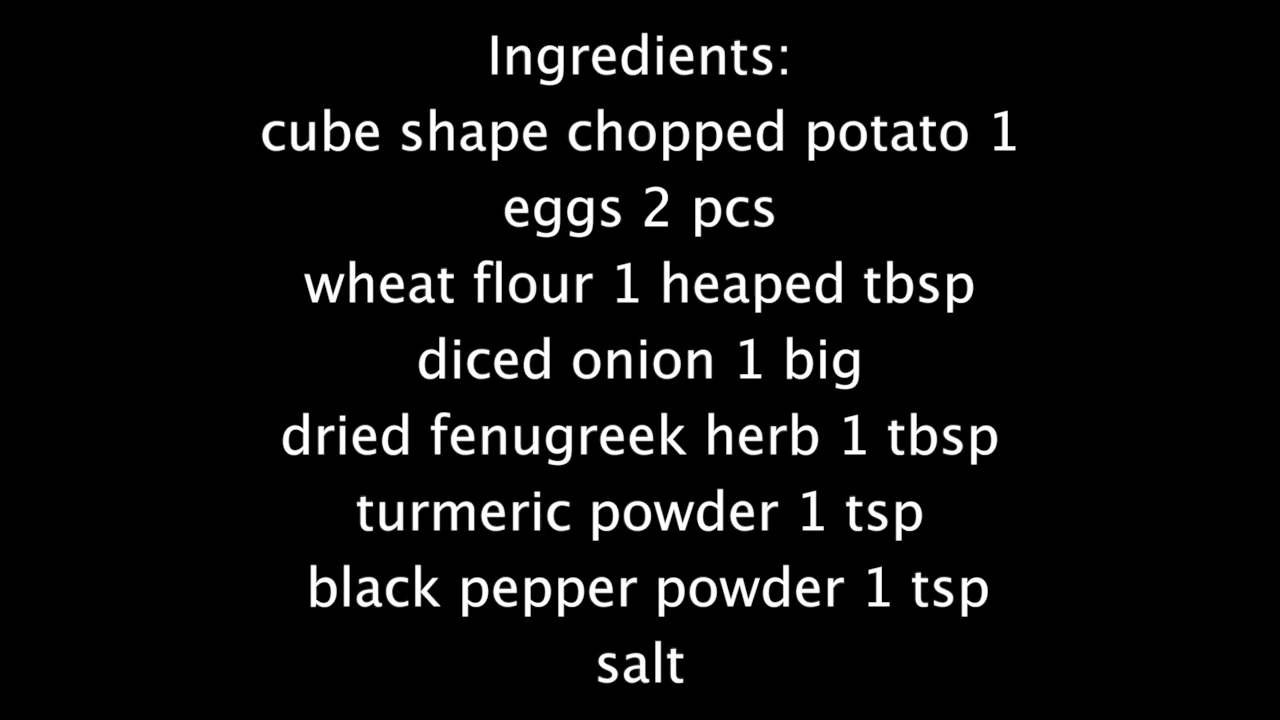 Ingredients:
cube shape chopped potato 1
eggs 2 pcs
wheat flour 1 heaped tbsp
diced onion 1 big
dried fenugreek herb 1 tbsp
turmeric powder 1 tsp
black pepper powder 1 tsp
salt